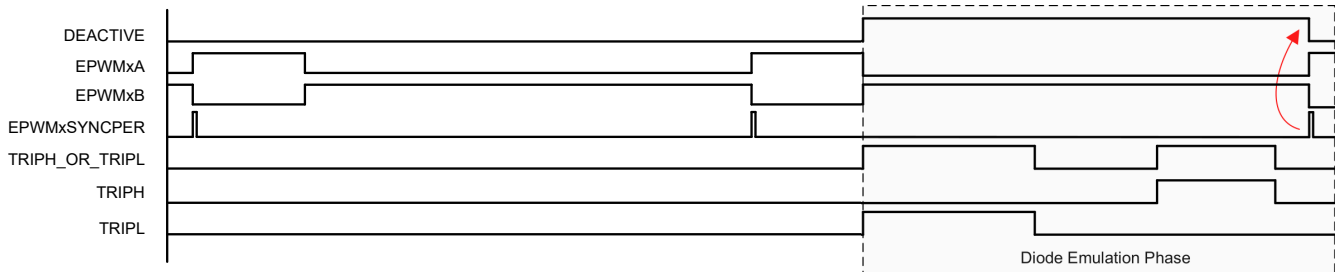 DEACTIVE
EPWMxA
EPWMxB
EPWMxSYNCPER
TRIPH_OR_TRIPL
TRIPH
TRIPL
Diode Emulation Phase